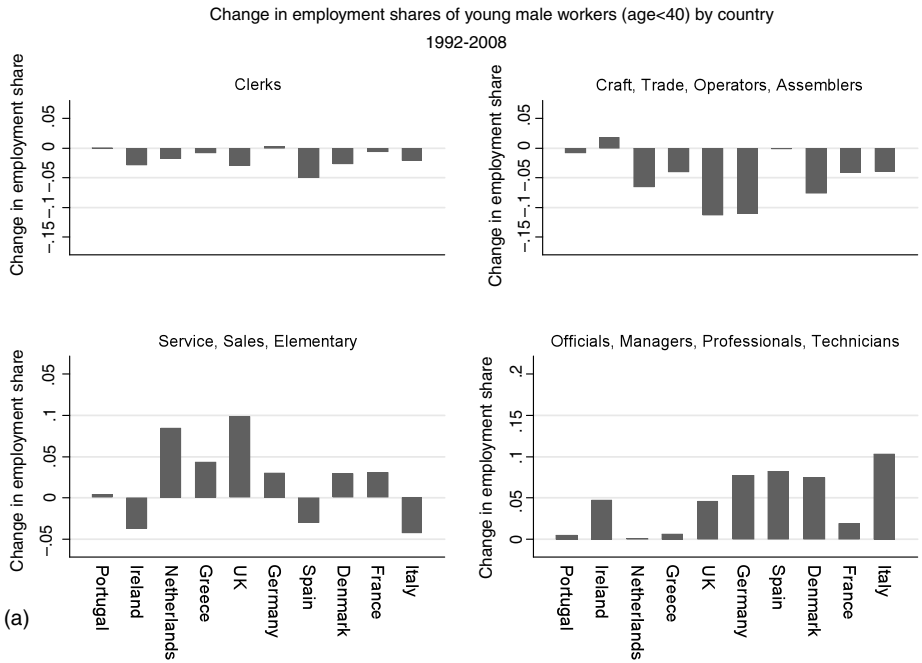 Change in employment shares of young male workers (age<40) by country
1992-2008
Clerks
Change in employment share
.05
0
-.05
-.1
-.15
Craft, Trade, Operators, Assemblers
Change in employment share
.05
0
-.05
-.1
-.15
Service, Sales, Elementary
Change in employment share
.05
.1
.05
0
-.05
Portugal
Ireland
Netherlands
Greece
UK
Germany
Spain
Denmark
France
Italy
Officials, Managers, Professionals, Technicians
Change in employment share
.2
.15
.1
.05
0
Portugal
Ireland
Netherlands
Greece
UK
Germany
Spain
Denmark
France
Italy
(a)